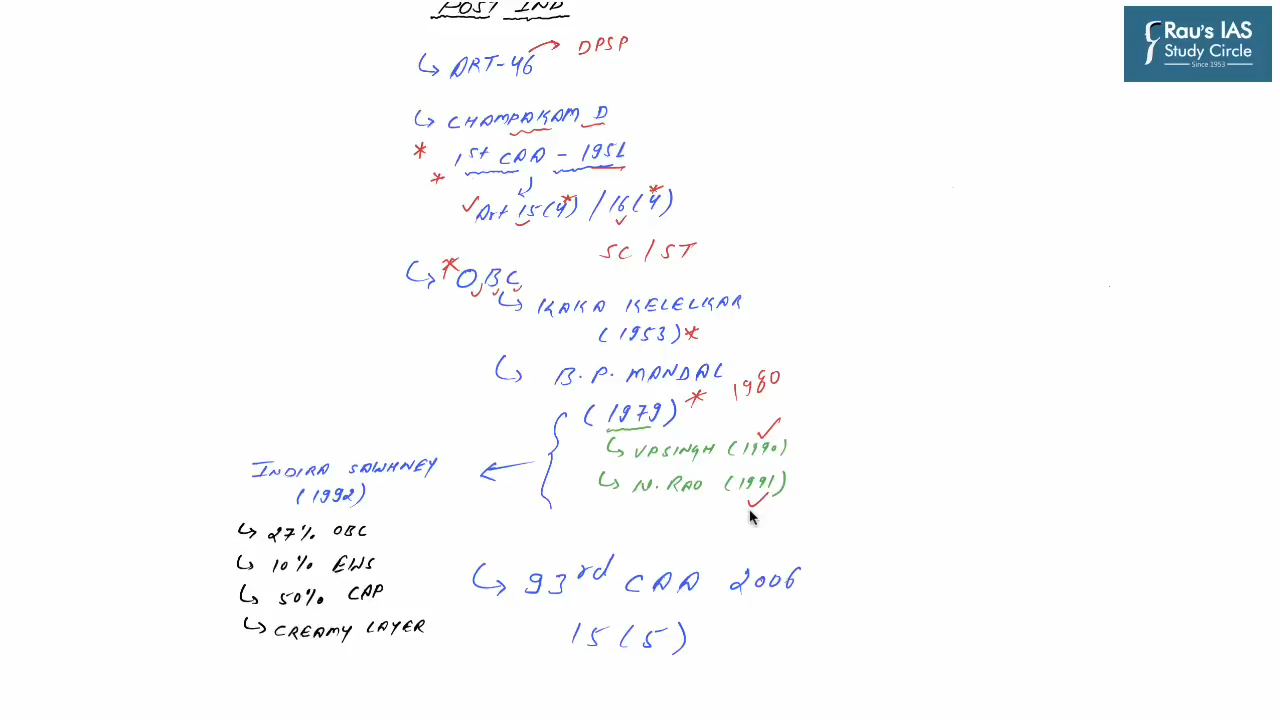 POST IND
Rau's IAS
Study Circle
Since 1953
ART-46 DPSP
CHAMPAKAM D
1st CAA - 1951
Art 15(4) / 16(4)
SC/ST
OBC
KAKA KELELKAR
(1953)
B.P. MANDAL
(1979) 1980
VPSINGH (1990)
N. RAO (1991)
INDIRA SAWHNEY
(1992)
27% OBC
10% EWS
50% CAP
CREAMY LAYER
93rd CAA 2006
15(5)